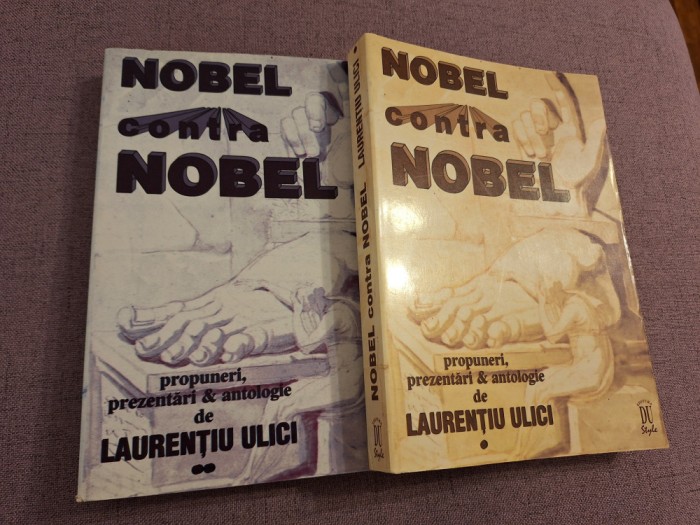 NOBEL
contra
NOBEL
propuneri,
prezentări & antologie
de
LAURENȚIU ULICI
NOBEL contra NOBEL LAURENȚIU ULICI
NOBEL
contra
NOBEL
propuneri,
prezentări & antologie
de
LAURENȚIU ULICI
DU
Style